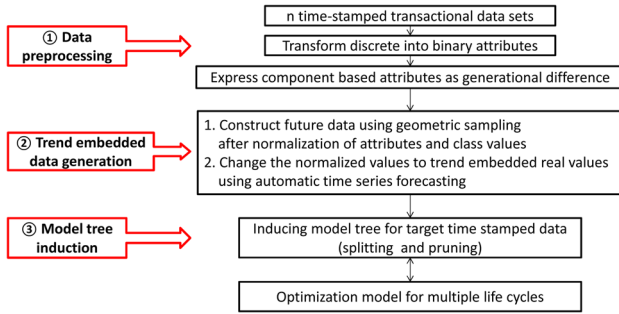 n time-stamped transactional data sets
① Data
preprocessing
Transform discrete into binary attributes
Express component based attributes as generational difference
② Trend embedded
data generation
1. Construct future data using geometric sampling
after normalization of attributes and class values
2. Change the normalized values to trend embedded real values
using automatic time series forecasting
③ Model tree
induction
Inducing model tree for target time stamped data
(splitting and pruning)
Optimization model for multiple life cycles